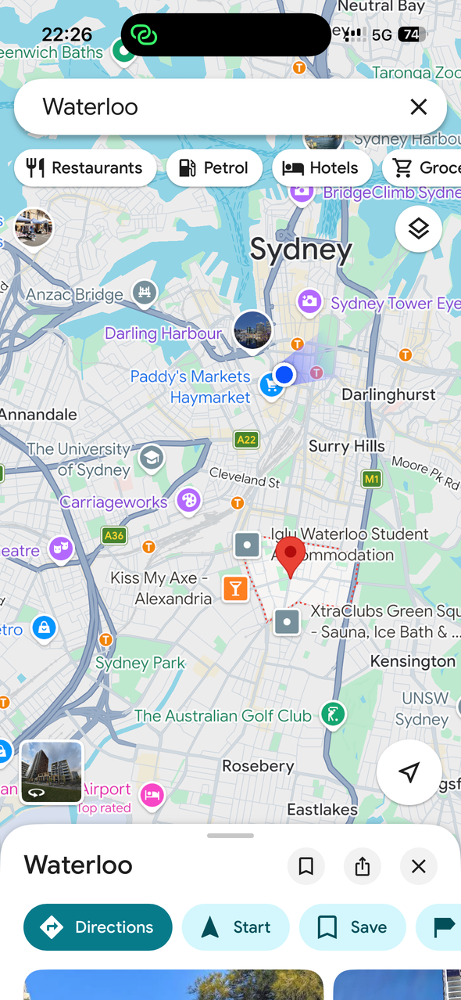 Neutral Bay
22:26
5G
74
eenwich Baths
Taronga Zoo
Waterloo
Sydney Harbou
Restaurants
Petrol
Hotels
Groce
BridgeClimb Sydne
Sydney
Anzac Bridge
Sydney Tower Eye
Darling Harbour
T
T
Paddy's Markets
Haymarket
T
Darlinghurst
Annandale
A22
The University
of Sydney
Surry Hills
Cleveland St
Moore Pk Rd
M1
Carriageworks
T
A36
Iglu Waterloo Student
Accommodation
eatre
T
Kiss My Axe -
Alexandria
XtraClubs Green Squ
- Sauna, Ice Bath & ...
etro
T
Sydney Park
Kensington
UNSW
Sydney
The Australian Golf Club
Rosebery
Airport
Top rated
Eastlakes
Waterloo
Directions
Start
Save